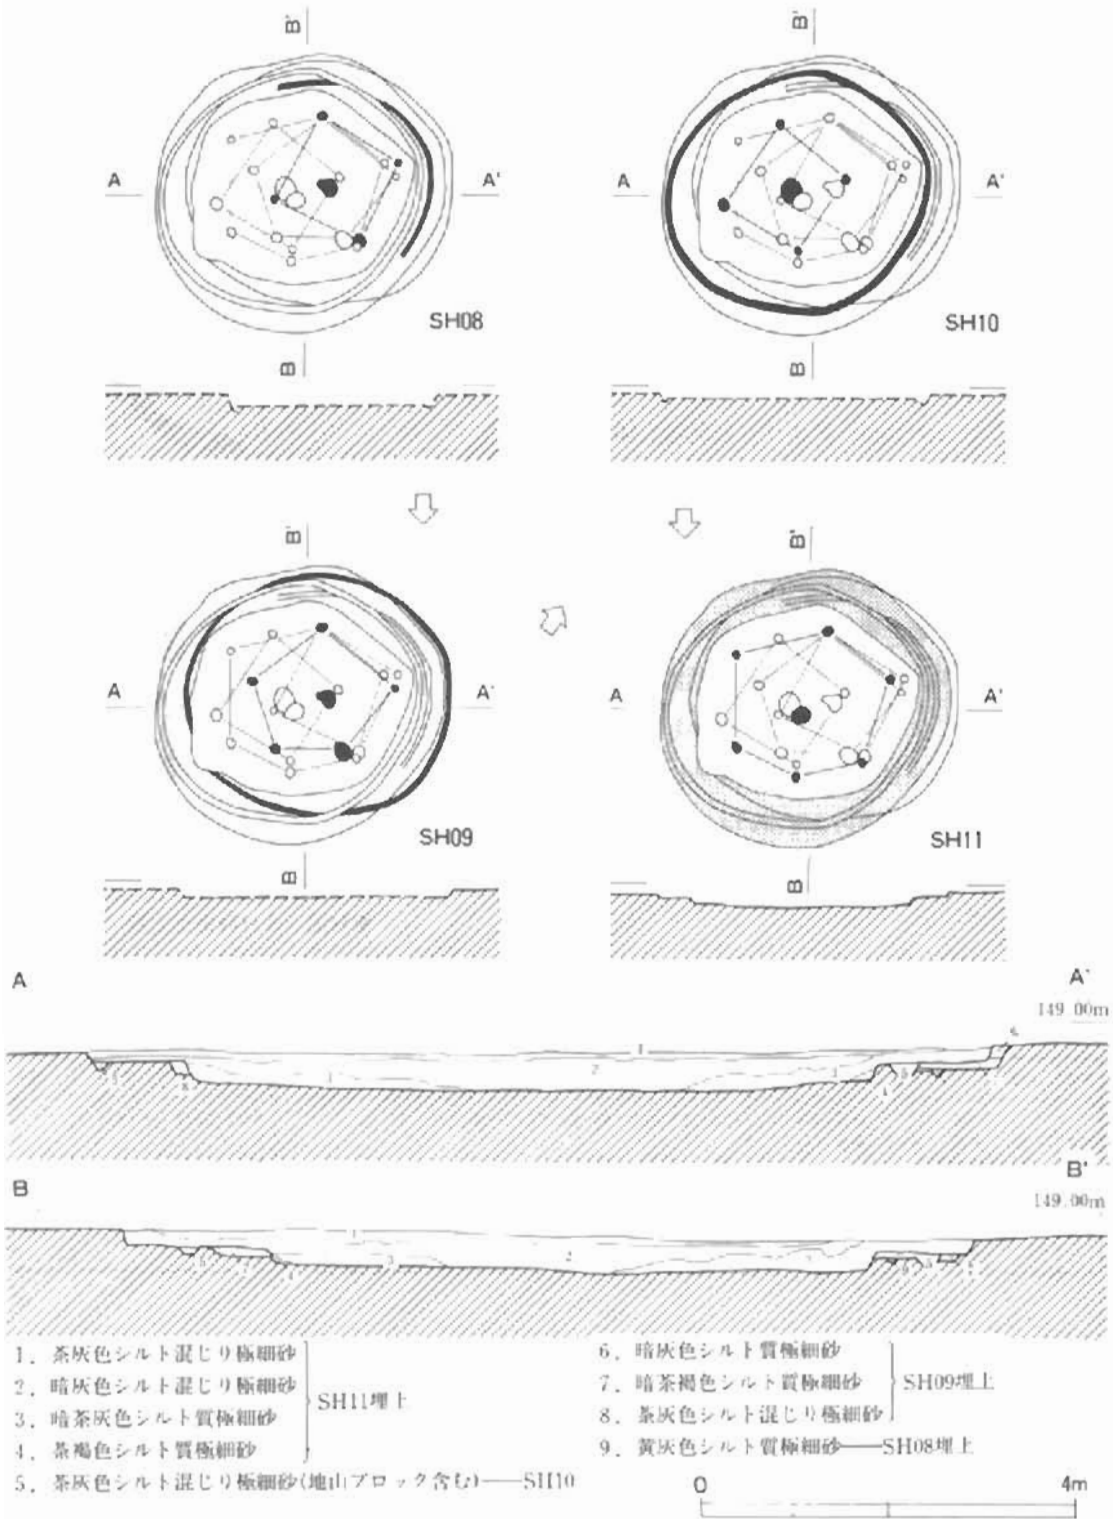 B'
B'
A
A'
A
A'
SH08
SH10
B
B
B'
B'
A
A'
A
A'
SH09
SH11
B
B
A
A'
149.00m
B
B'
149.00m
1. 茶灰色シルト混じり極細砂
2. 暗灰色シルト混じり極細砂
3. 暗茶灰色シルト質極細砂
4. 茶褐色シルト質極細砂
SH11埋土
5. 茶灰色シルト混じり極細砂(地山ブロック含む)——SH10
6. 暗灰色シルト質極細砂
7. 暗茶褐色シルト質極細砂
8. 茶灰色シルト混じり極細砂
SH09埋土
9. 黄灰色シルト質極細砂——SH08埋土
0
4m